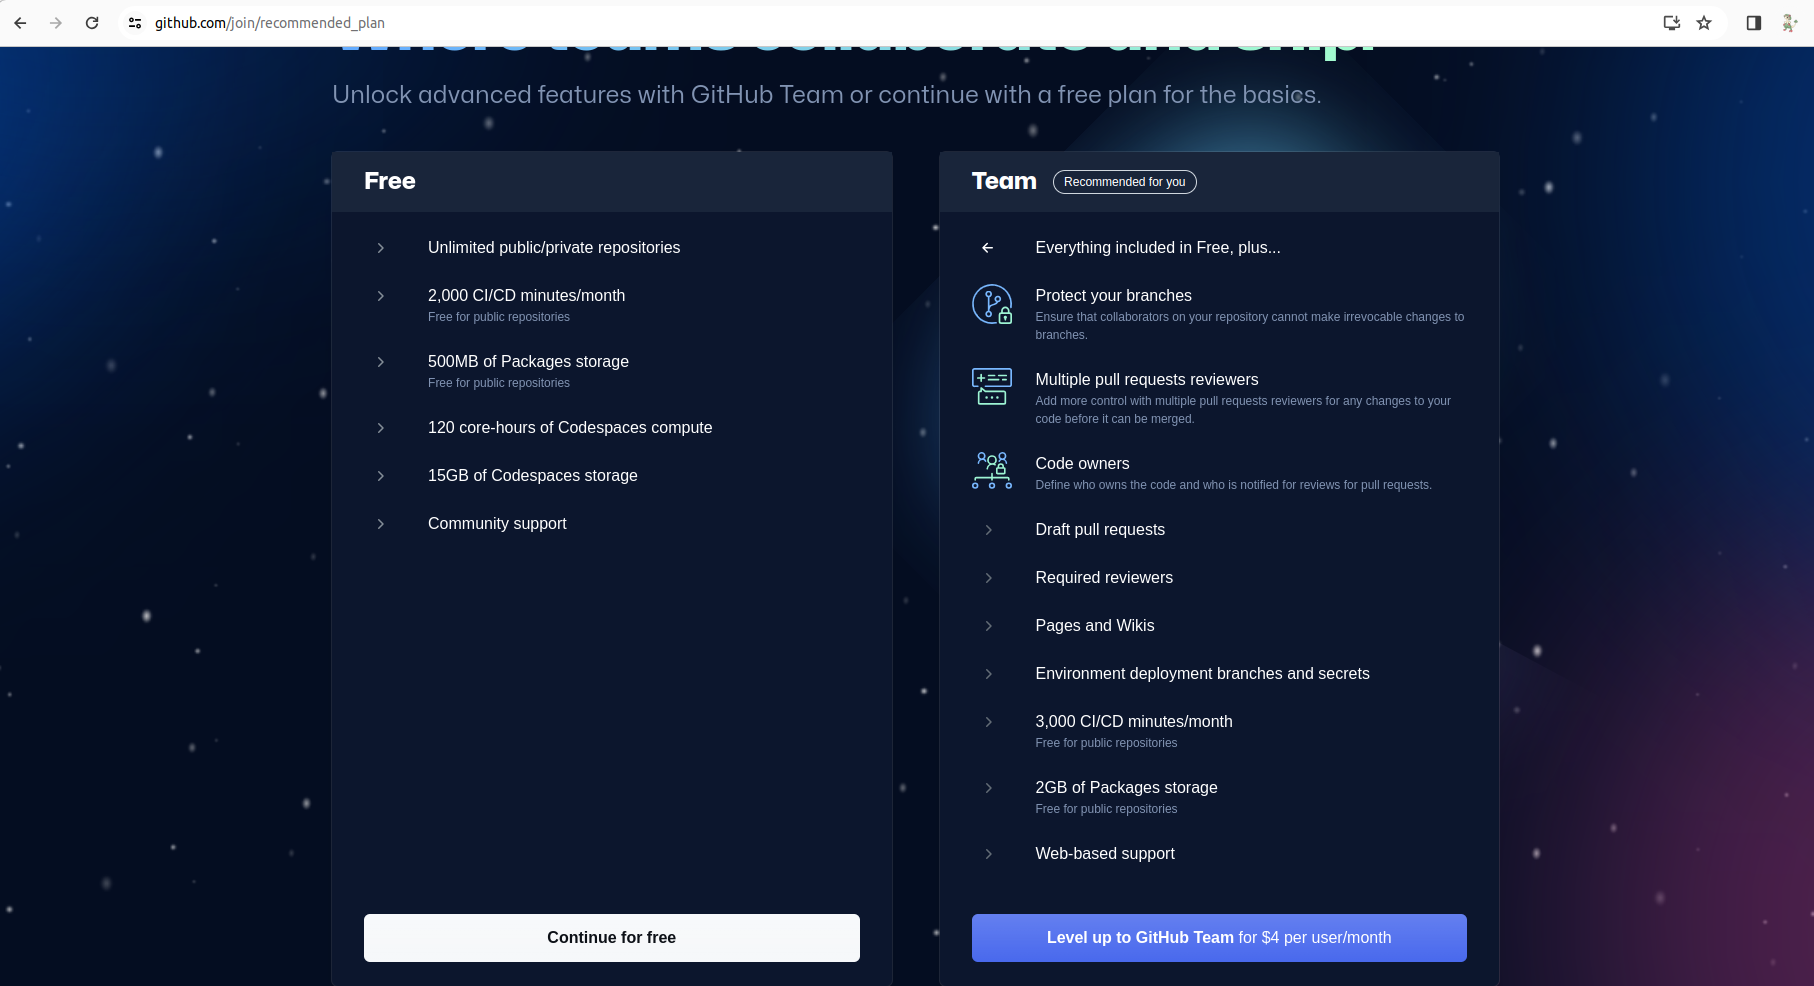 github.com/join/recommended_plan
Unlock advanced features with GitHub Team or continue with a free plan for the basics.
Free
Unlimited public/private repositories
2,000 CI/CD minutes/month
Free for public repositories
500MB of Packages storage
Free for public repositories
120 core-hours of Codespaces compute
15GB of Codespaces storage
Community support
Continue for free
Team
Recommended for you
Everything included in Free, plus...
Protect your branches
Ensure that collaborators on your repository cannot make irrevocable changes to
branches.
Multiple pull requests reviewers
Add more control with multiple pull requests reviewers for any changes to your
code before it can be merged.
Code owners
Define who owns the code and who is notified for reviews for pull requests.
Draft pull requests
Required reviewers
Pages and Wikis
Environment deployment branches and secrets
3,000 CI/CD minutes/month
Free for public repositories
2GB of Packages storage
Free for public repositories
Web-based support
Level up to GitHub Team for $4 per user/month